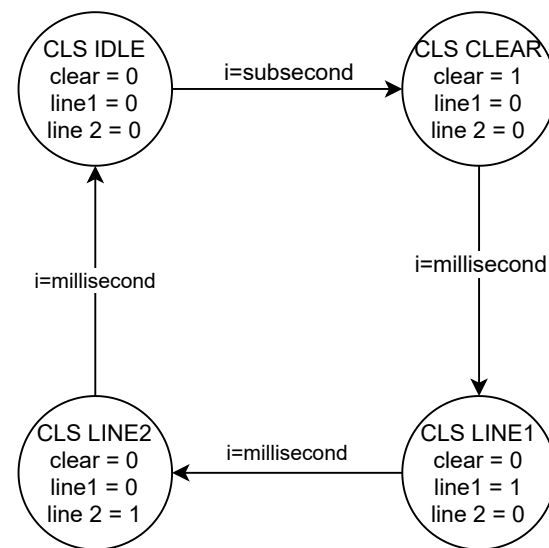 CLS IDLE
clear = 0
line1 = 0
line 2 = 0
i=subsecond
CLS CLEAR
clear = 1
line1 = 0
line 2 = 0
i=millisecond
i=millisecond
CLS LINE2
clear = 0
line1 = 0
line 2 = 1
i=millisecond
CLS LINE1
clear = 0
line1 = 1
line 2 = 0